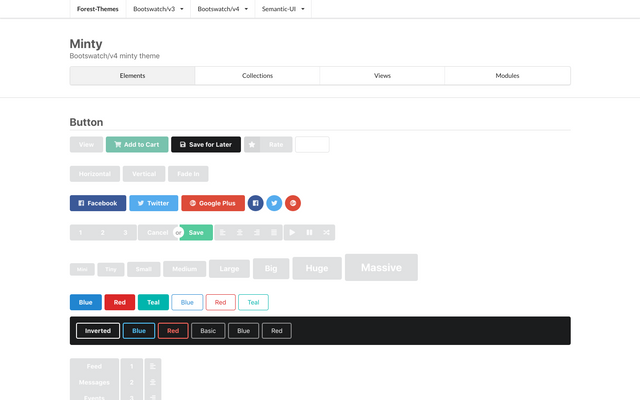 Forest-Themes Bootswatch/v3 Bootswatch/v4 Semantic-UI
Minty
Bootswatch/v4 minty theme
Elements Collections Views Modules
Button
View Add to Cart Save for Later Rate
Horizontal Vertical Fade In
Facebook Twitter Google Plus
1 2 3 Cancel or Save
Mini Tiny Small Medium Large Big Huge Massive
Blue Red Teal Blue Red Teal
Inverted Blue Red Basic Blue Red
Feed 1
Messages 2
Events 3